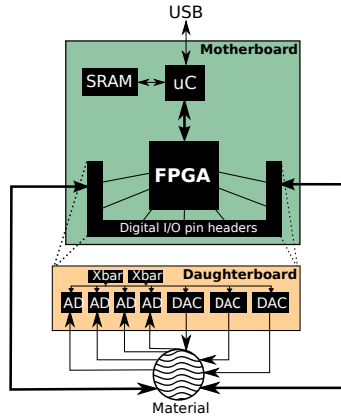 USB
Motherboard
SRAM
uC
FPGA
Digital I/O pin headers
Daughterboard
Xbar Xbar
AD AD AD AD DAC DAC DAC
Material